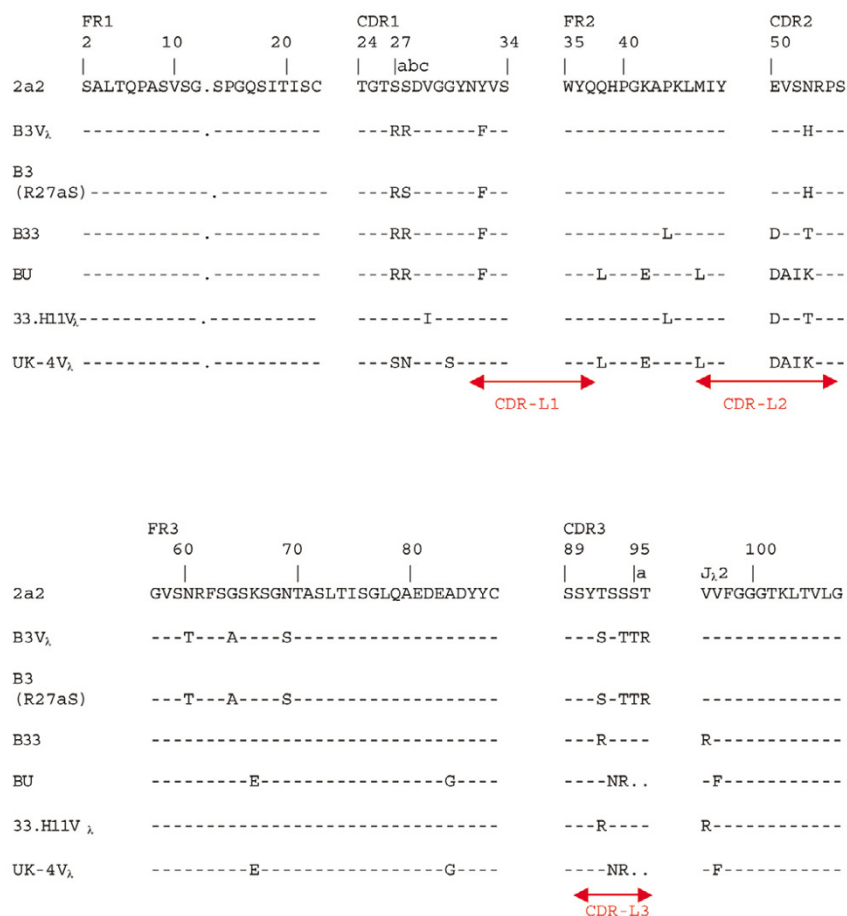 FR1 CDR1 FR2 CDR2
2 10 20 24 27 34 35 40 50
| | | | |abc | | | |
2a2 SALTQPASVSG.SPGQSITISC TGTSSDVGGYNYVS WYQQHPGKAPKLMIY EVSNRPS
B3Vλ -----------.---------- ---RR------F-- --------------- ---H---
B3
(R27aS) -----------.---------- ---RS------F-- --------------- ---H---
B33 -----------.---------- ---RR------F-- ---------L----- D--T---
BU -----------.---------- ---RR------F-- ---L---E----L-- DAIK---
33.H11Vλ -----------.---------- ------I------- ---------L----- D--T---
UK-4Vλ -----------.---------- ---SN---S----- ---L---E----L-- DAIK---
CDR-L1 CDR-L2
FR3 CDR3
60 70 80 89 95 100
| | | | |a Jλ2 |
2a2 GVSNRFSGSKSGNTASLTISGLQAEDEADYYC SSYTSSST VVFGGGTKLTVLG
B3Vλ ---T---A----S------------------- ---S-TTR -------------
B3
(R27aS) ---T---A----S------------------- ---S-TTR -------------
B33 -------------------------------- ---R---- R------------
BU ---------E-----------------G---- ----NR.. -F-----------
33.H11V λ -------------------------------- ---R---- R------------
UK-4Vλ ---------E-----------------G---- ----NR.. -F-----------
CDR-L3